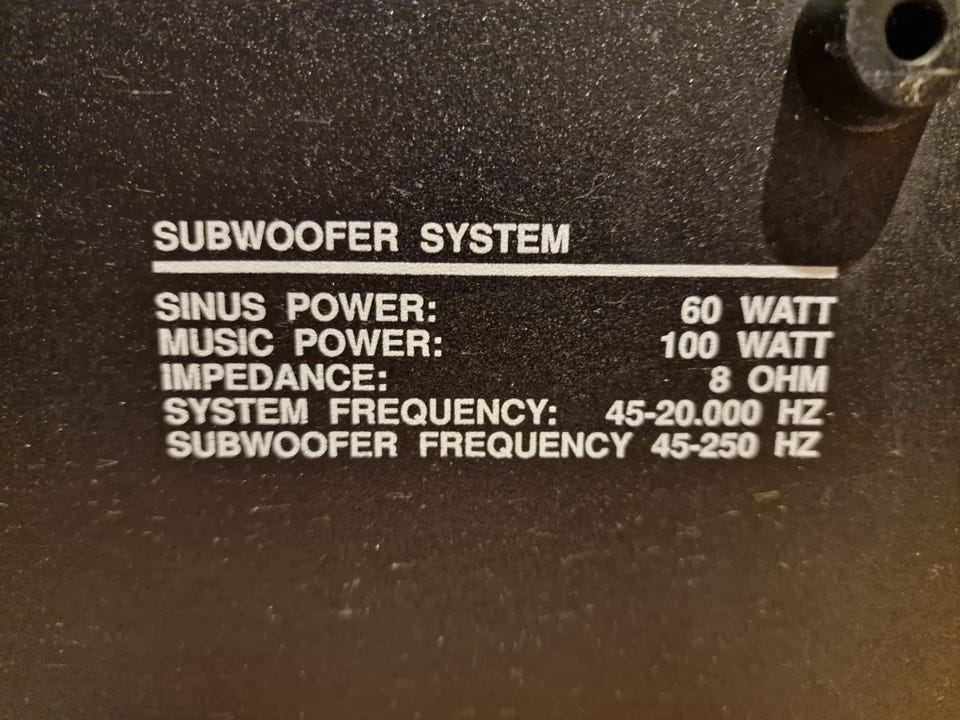 SUBWOOFER SYSTEM
SINUS POWER: 60 WATT
MUSIC POWER: 100 WATT
IMPEDANCE: 8 OHM
SYSTEM FREQUENCY: 45-20.000 HZ
SUBWOOFER FREQUENCY 45-250 HZ